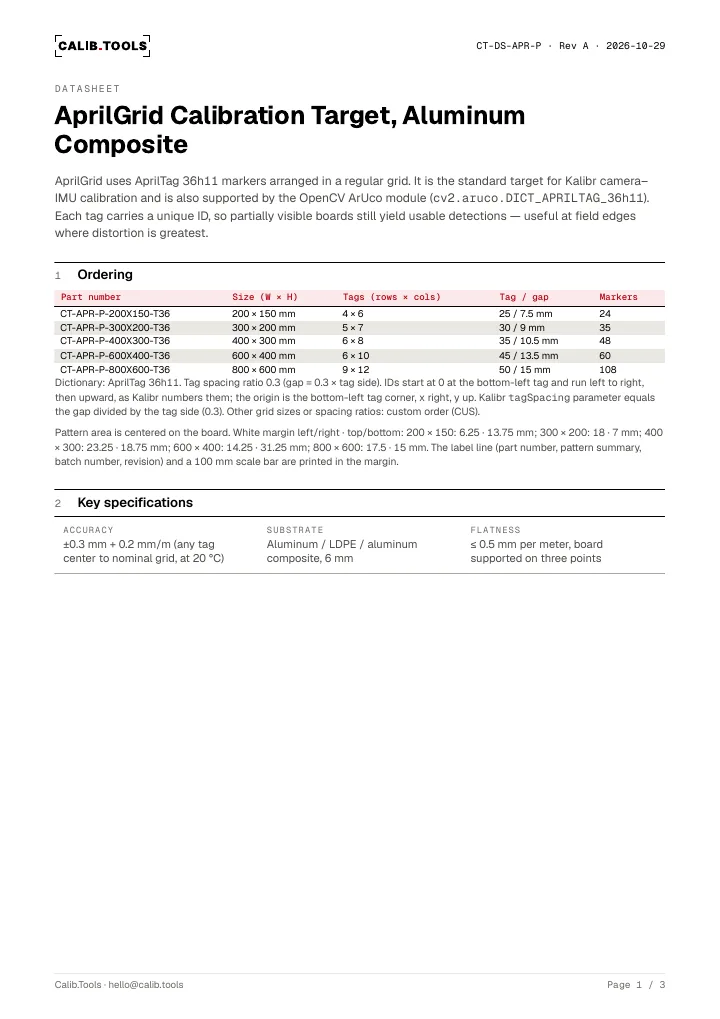 CALIB.TOOLS
CT-DS-APR-P · Rev A · 2026-10-29
DATASHEET
AprilGrid Calibration Target, Aluminum
Composite
AprilGrid uses AprilTag 36h11 markers arranged in a regular grid. It is the standard target for Kalibr camera–
IMU calibration and is also supported by the OpenCV ArUco module (cv2.aruco.DICT_APRILTAG_36h11).
Each tag carries a unique ID, so partially visible boards still yield usable detections — useful at field edges
where distortion is greatest.
1 Ordering
Part number Size (W × H) Tags (rows × cols) Tag / gap Markers
CT-APR-P-200X150-T36 200 × 150 mm 4 × 6 25 / 7.5 mm 24
CT-APR-P-300X200-T36 300 × 200 mm 5 × 7 30 / 9 mm 35
CT-APR-P-400X300-T36 400 × 300 mm 6 × 8 35 / 10.5 mm 48
CT-APR-P-600X400-T36 600 × 400 mm 6 × 10 45 / 13.5 mm 60
CT-APR-P-800X600-T36 800 × 600 mm 9 × 12 50 / 15 mm 108
Dictionary: AprilTag 36h11. Tag spacing ratio 0.3 (gap = 0.3 × tag side). IDs start at 0 at the bottom-left tag and run left to right,
then upward, as Kalibr numbers them; the origin is the bottom-left tag corner, x right, y up. Kalibr tagSpacing parameter equals
the gap divided by the tag side (0.3). Other grid sizes or spacing ratios: custom order (CUS).
Pattern area is centered on the board. White margin left/right · top/bottom: 200 × 150: 6.25 · 13.75 mm; 300 × 200: 18 · 7 mm; 400
× 300: 23.25 · 18.75 mm; 600 × 400: 14.25 · 31.25 mm; 800 × 600: 17.5 · 15 mm. The label line (part number, pattern summary,
batch number, revision) and a 100 mm scale bar are printed in the margin.
2 Key specifications
ACCURACY SUBSTRATE FLATNESS
±0.3 mm + 0.2 mm/m (any tag Aluminum / LDPE / aluminum ≤ 0.5 mm per meter, board
center to nominal grid, at 20 °C) composite, 6 mm supported on three points
Calib.Tools · hello@calib.tools
Page 1 / 3